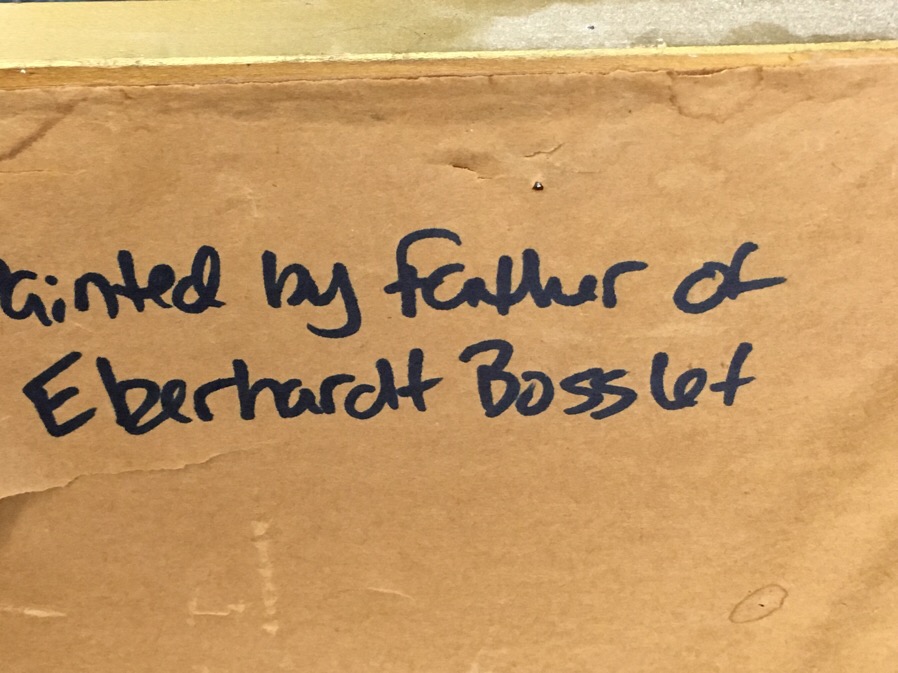 ainted by father of
Eberhardt Bosslet